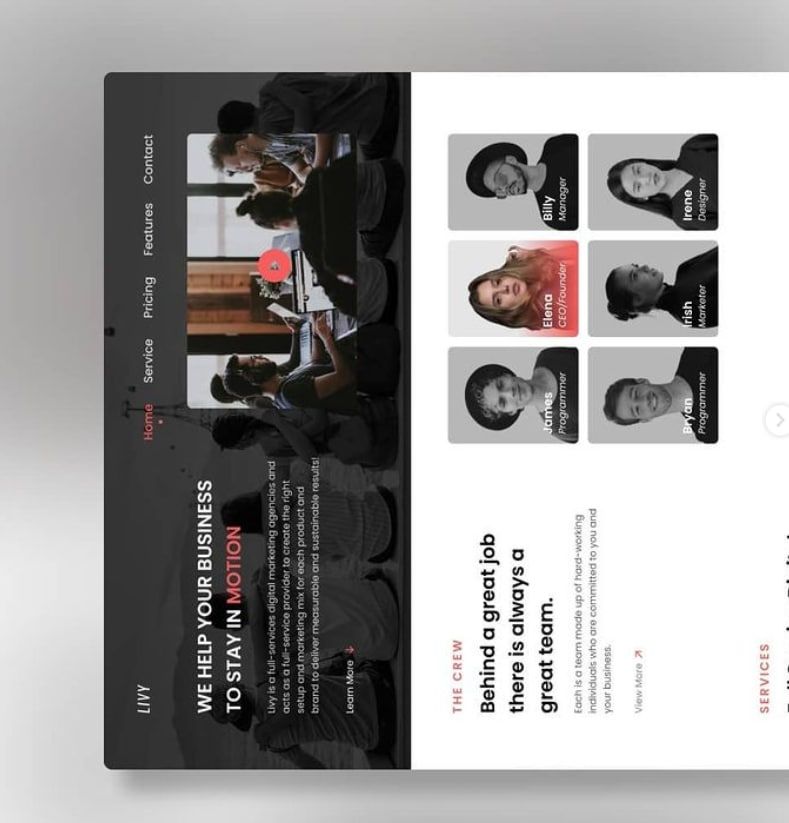 LIVY
Home Service Pricing Features Contact
WE HELP YOUR BUSINESS
TO STAY IN MOTION
Livy is a full-services digital marketing agencies and
acts as a full-service provider to create the right
setup and marketing mix for each product and
brand to deliver measurable and sustainable results!
Learn More
THE CREW
Behind a great job
there is always a
great team.
Each is a team made up of hard-working
individuals who are committed to you and
your business.
View More
James
Programmer
Elena
CEO/Founder
Billy
Manager
Bryan
Programmer
Irish
Marketer
Irene
Designer
SERVICES